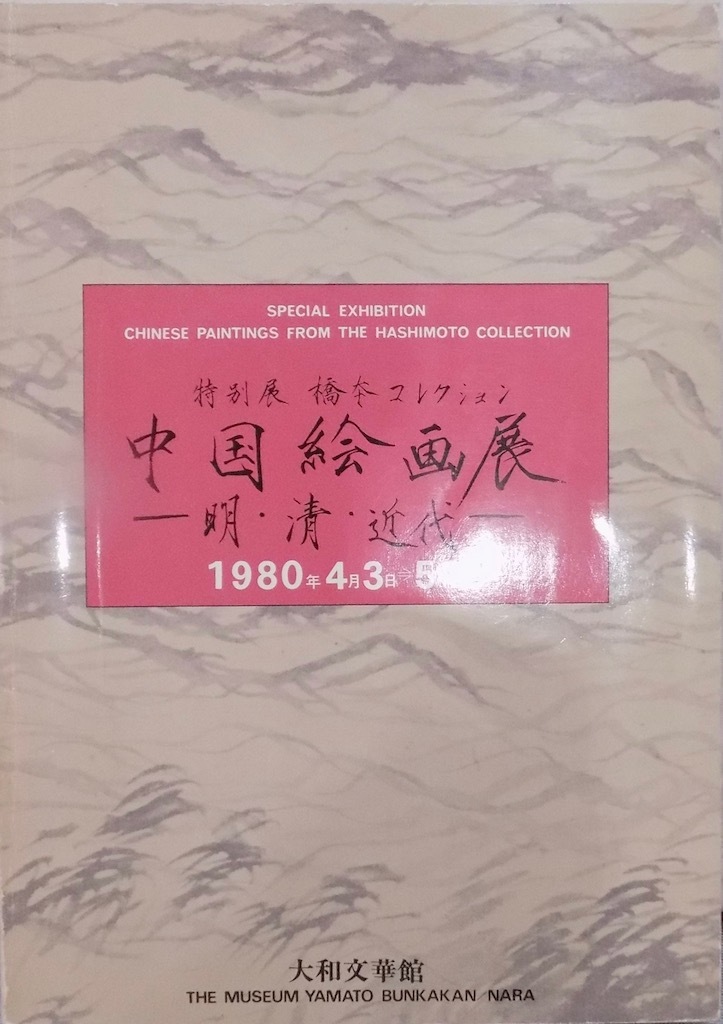 SPECIAL EXHIBITION
CHINESE PAINTINGS FROM THE HASHIMOTO COLLECTION
特別展 橋本コレクション
中国絵画展
—明・清・近代—
1980年4月3日
大和文華館
THE MUSEUM YAMATO BUNKAKAN NARA